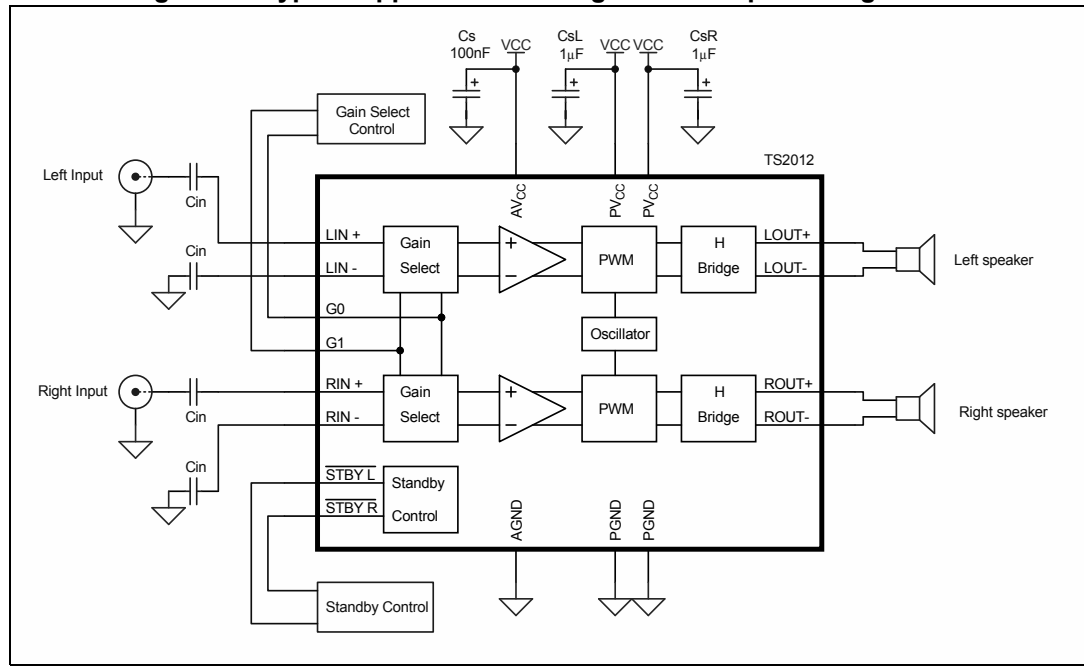 Cs
100nF
VCC
CsL
1μF
VCC
VCC
CsR
1μF
Gain Select
Control
TS2012
Left Input
Cin
AVCC
PVCC
PVCC
LIN +
Gain
Select
+
−
PWM
H
Bridge
LOUT+
LOUT-
Left speaker
Cin
LIN -
G0
G1
Oscillator
Right Input
Cin
RIN +
RIN -
Gain
Select
+
−
PWM
H
Bridge
ROUT+
ROUT-
Right speaker
Cin
STBY L
STBY R
Standby
Control
AGND
PGND
PGND
Standby Control